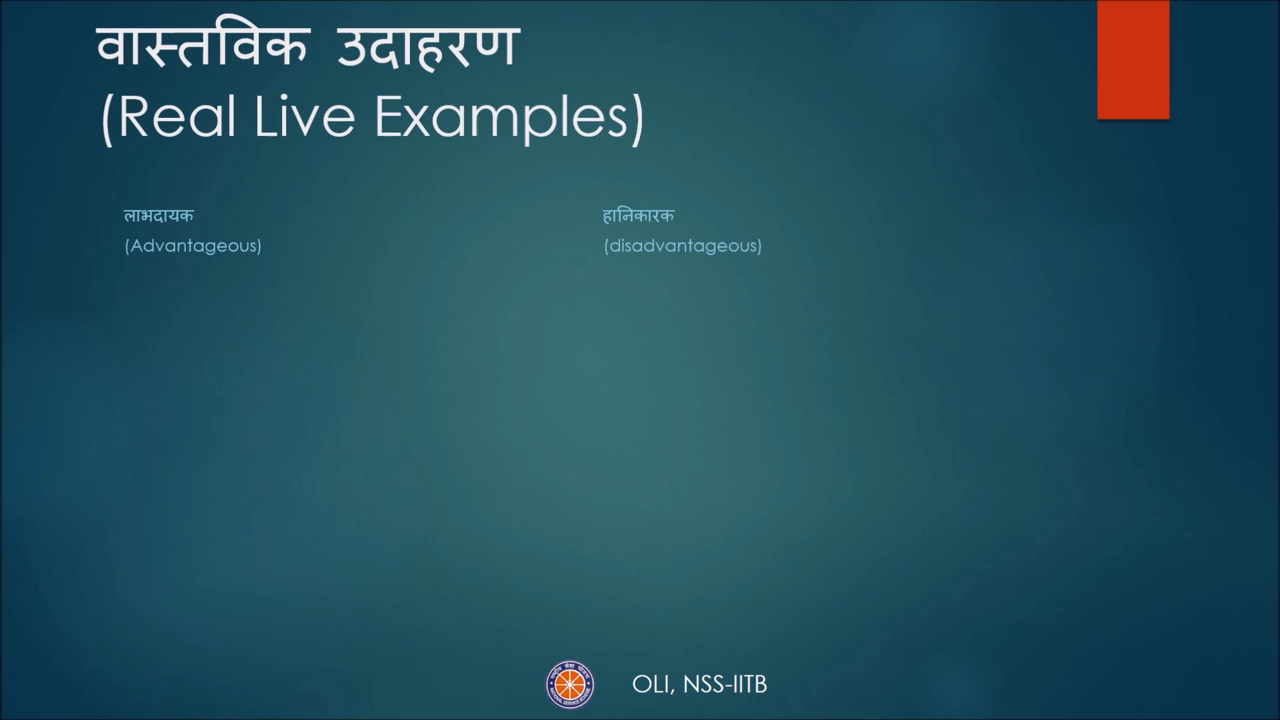 वास्तविक उदाहरण
(Real Live Examples)
लाभदायक
(Advantageous)
हानिकारक
(disadvantageous)
OLI, NSS-IITB